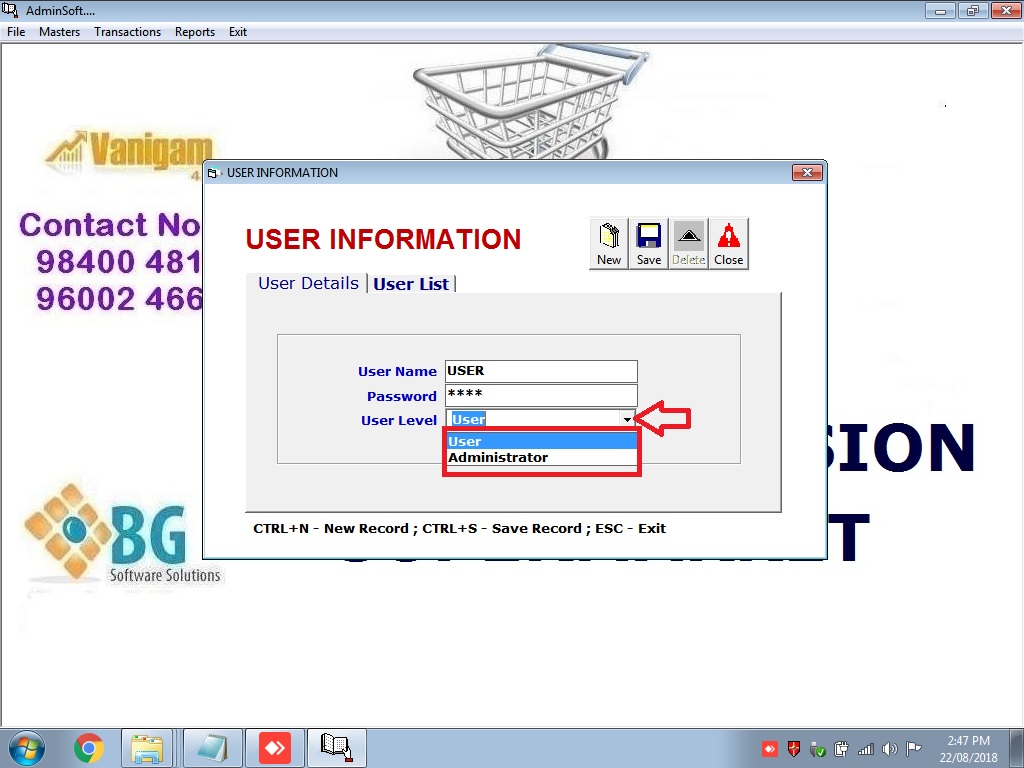 AdminSoft....
File Masters Transactions Reports Exit
Vanigam
Contact No
98400 481
96002 466
USER INFORMATION
USER INFORMATION
New Save Delete Close
User Details User List
User Name USER
Password ****
User Level User
User
Administrator
CTRL+N - New Record ; CTRL+S - Save Record ; ESC - Exit
BG
Software Solutions
2:47 PM
22/08/2018